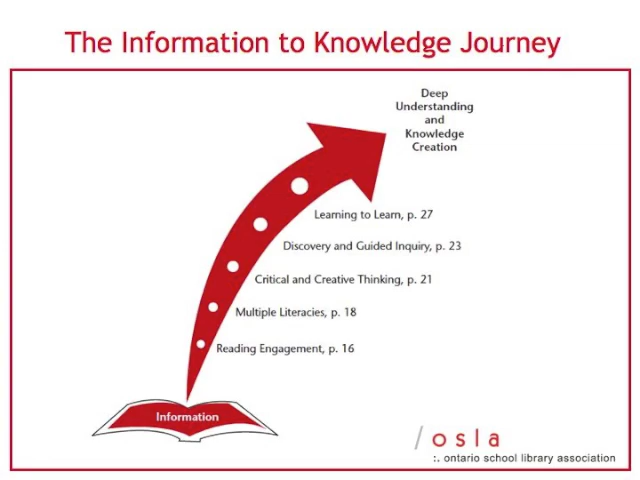 The Information to Knowledge Journey
Deep
Understanding
and
Knowledge
Creation
Learning to Learn, p. 27
Discovery and Guided Inquiry, p. 23
Critical and Creative Thinking, p. 21
Multiple Literacies, p. 18
Reading Engagement, p. 16
Information
/ osla
:. ontario school library association